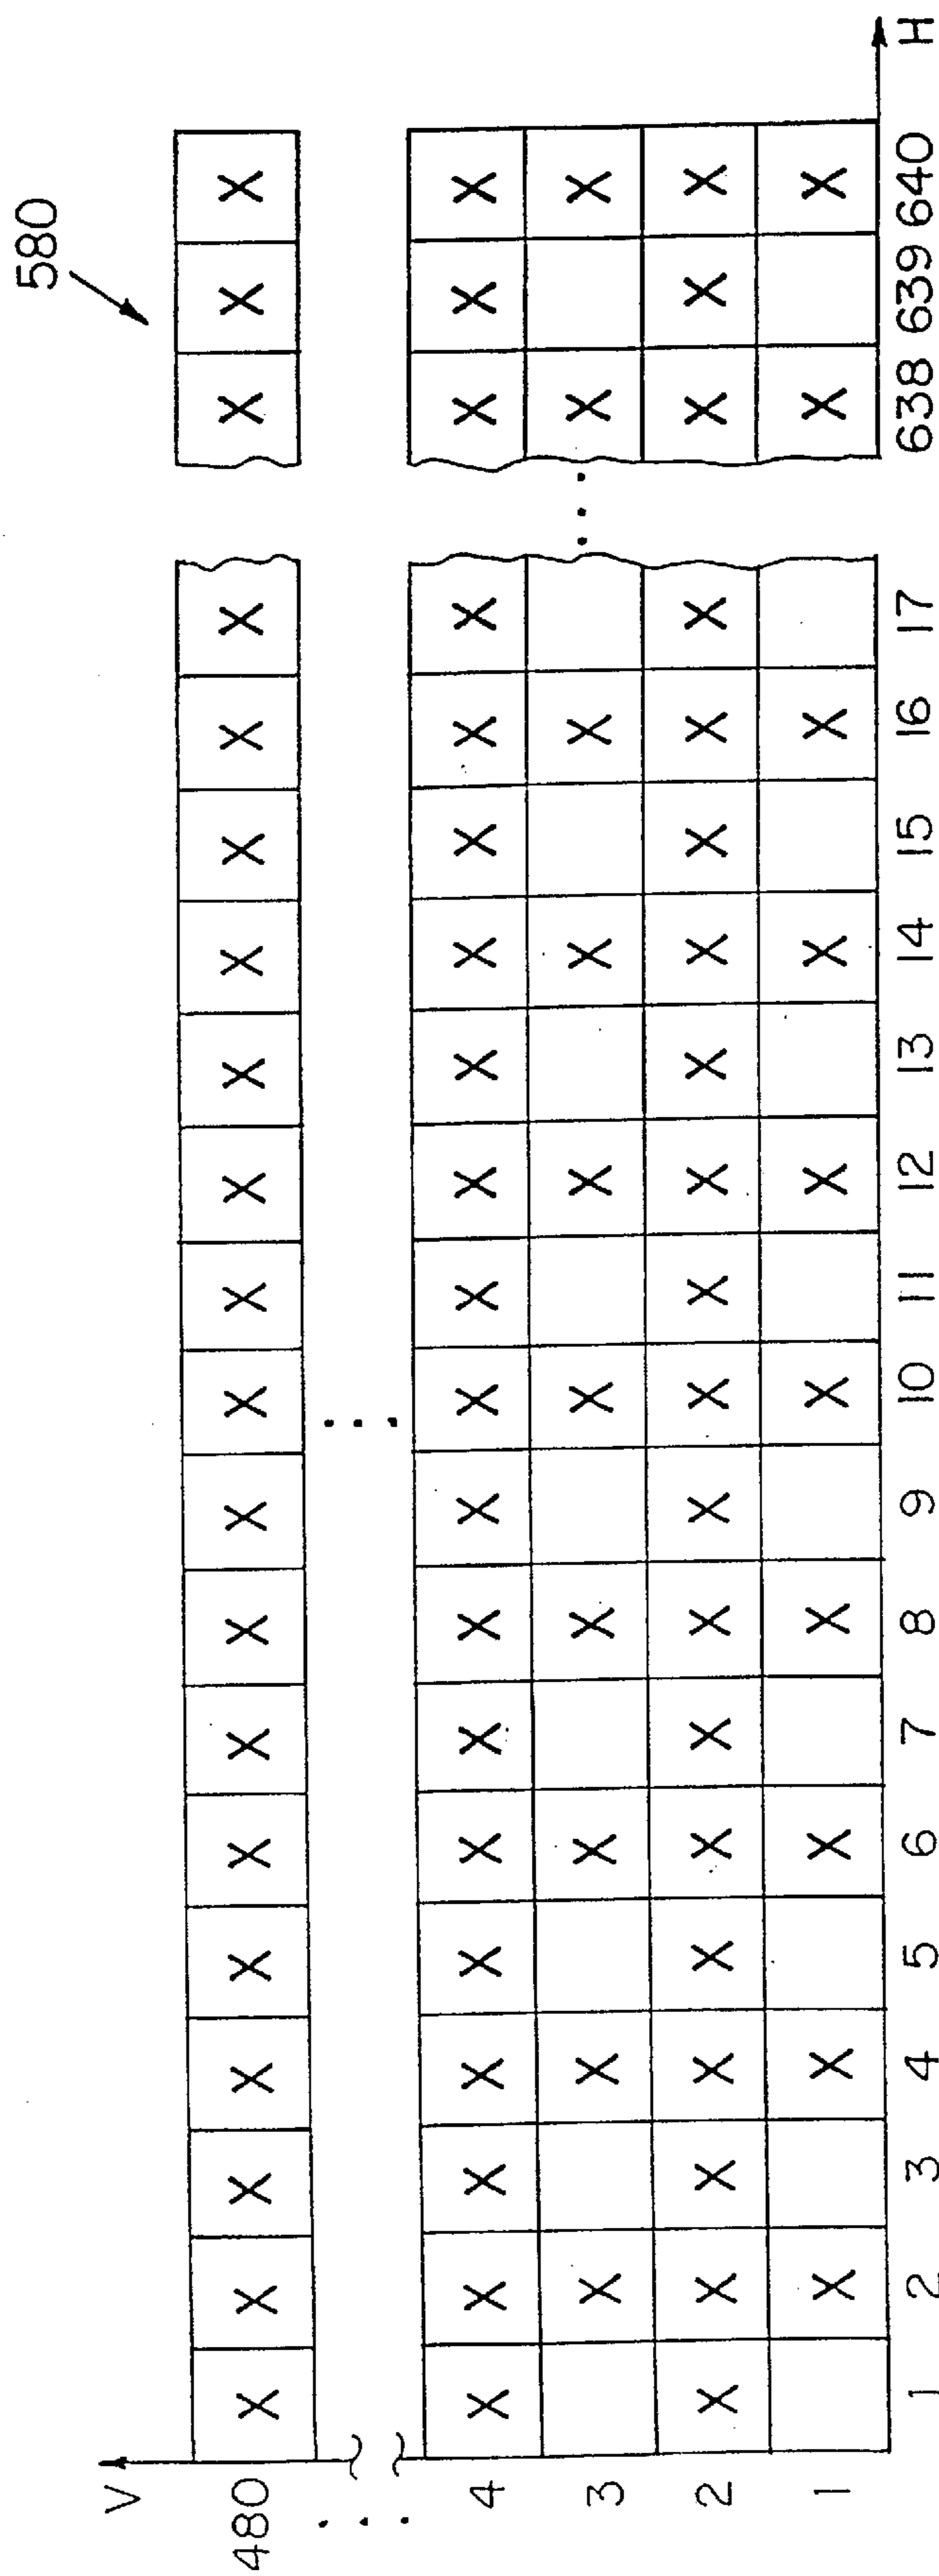 580
V
480 X X X X X X X X X X X X X X X X X X X X
4 X X X X X X X X X X X X X X X X X X X X
3 X X X X X X X X ... X X
2 X X X X X X X X X X X X X X X X X X X X
1 X X X X X X X X X X
1 2 3 4 5 6 7 8 9 10 11 12 13 14 15 16 17 638 639 640 H